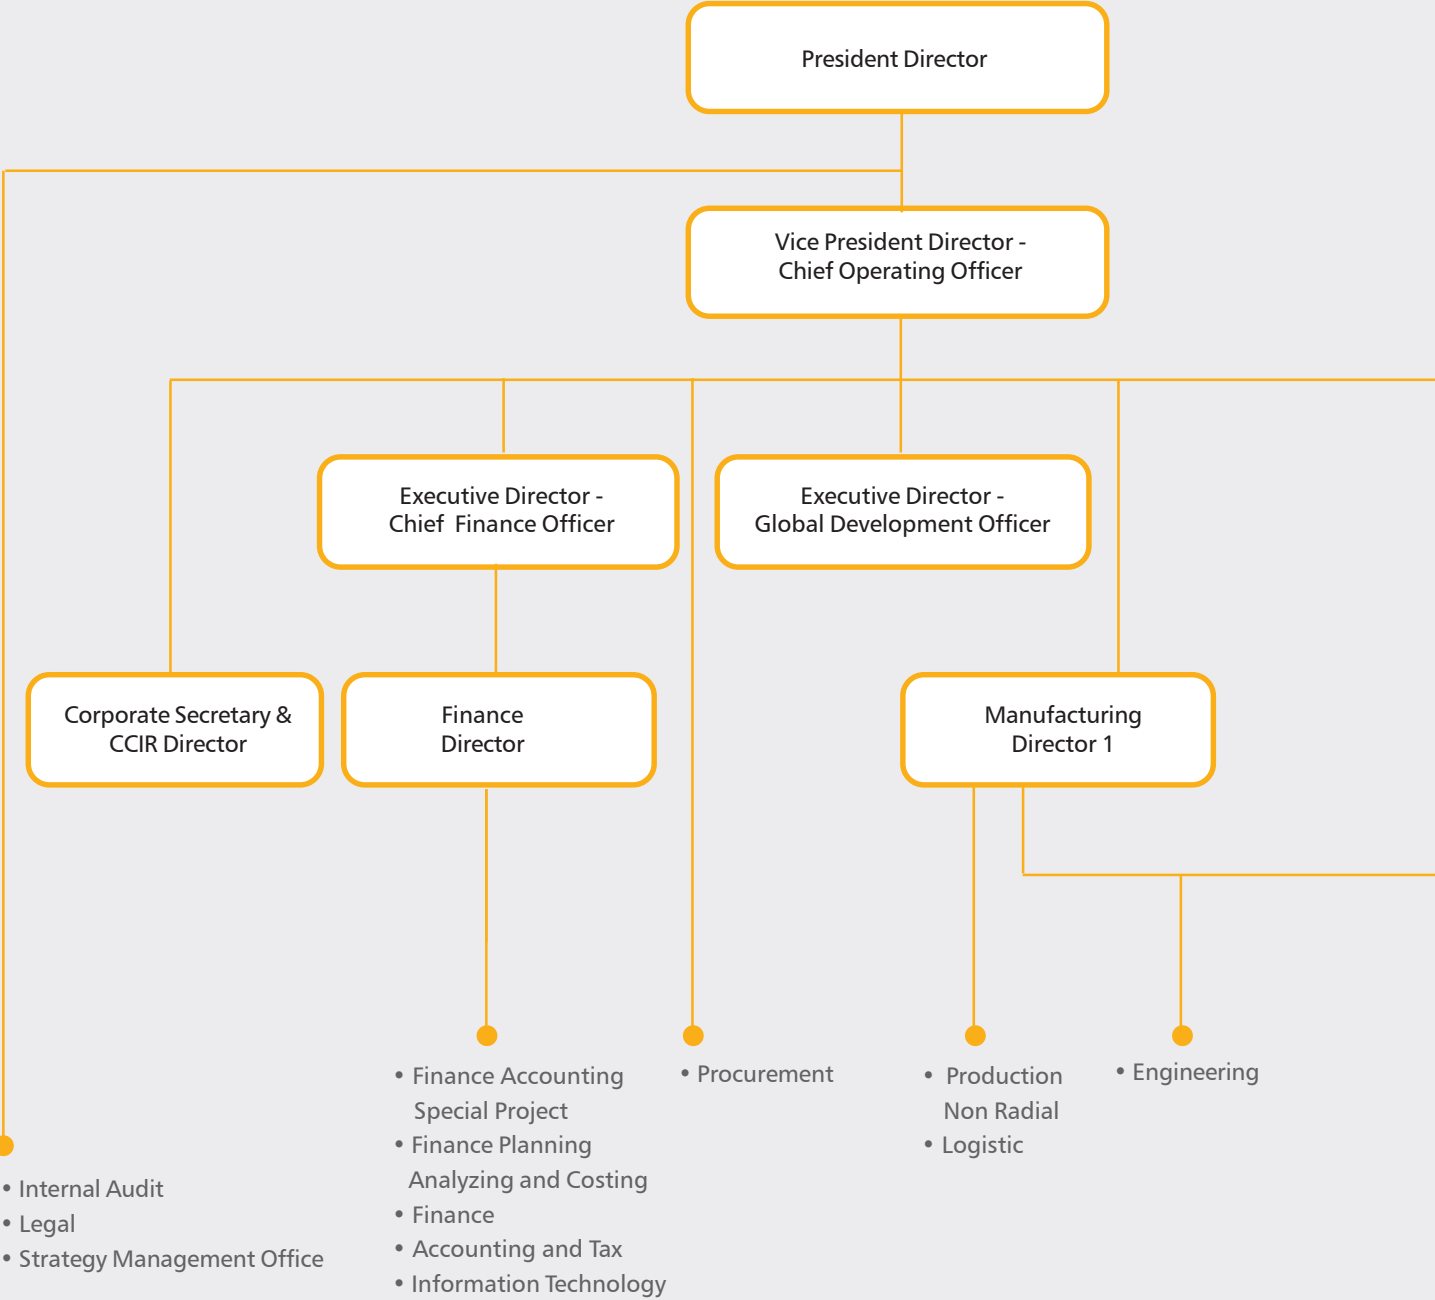 President Director
Vice President Director -
Chief Operating Officer
Executive Director -
Chief Finance Officer
Executive Director -
Global Development Officer
Corporate Secretary &
CCIR Director
Finance
Director
Manufacturing
Director 1
• Finance Accounting
Special Project
• Finance Planning
Analyzing and Costing
• Finance
• Accounting and Tax
• Information Technology
• Procurement
• Production
Non Radial
• Logistic
• Engineering
• Internal Audit
• Legal
• Strategy Management Office